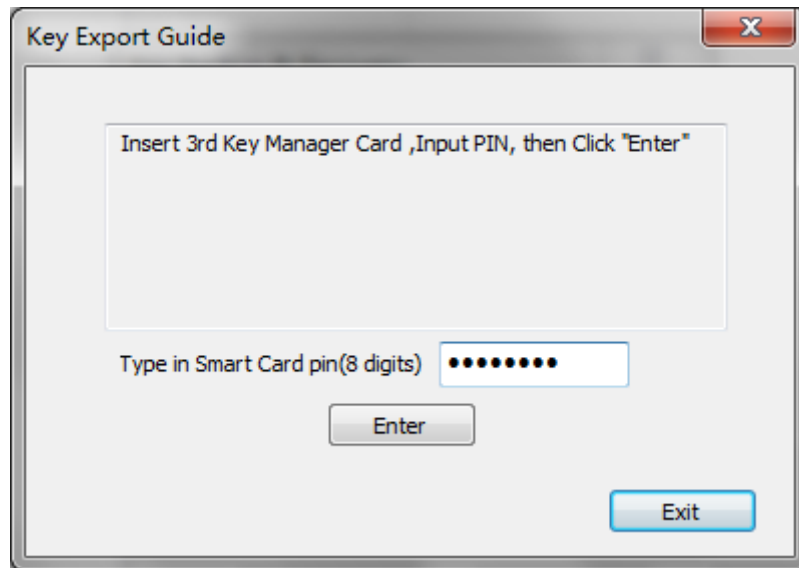 Key Export Guide
Insert 3rd Key Manager Card ,Input PIN, then Click "Enter"
Type in Smart Card pin(8 digits) ●●●●●●●●
Enter
Exit